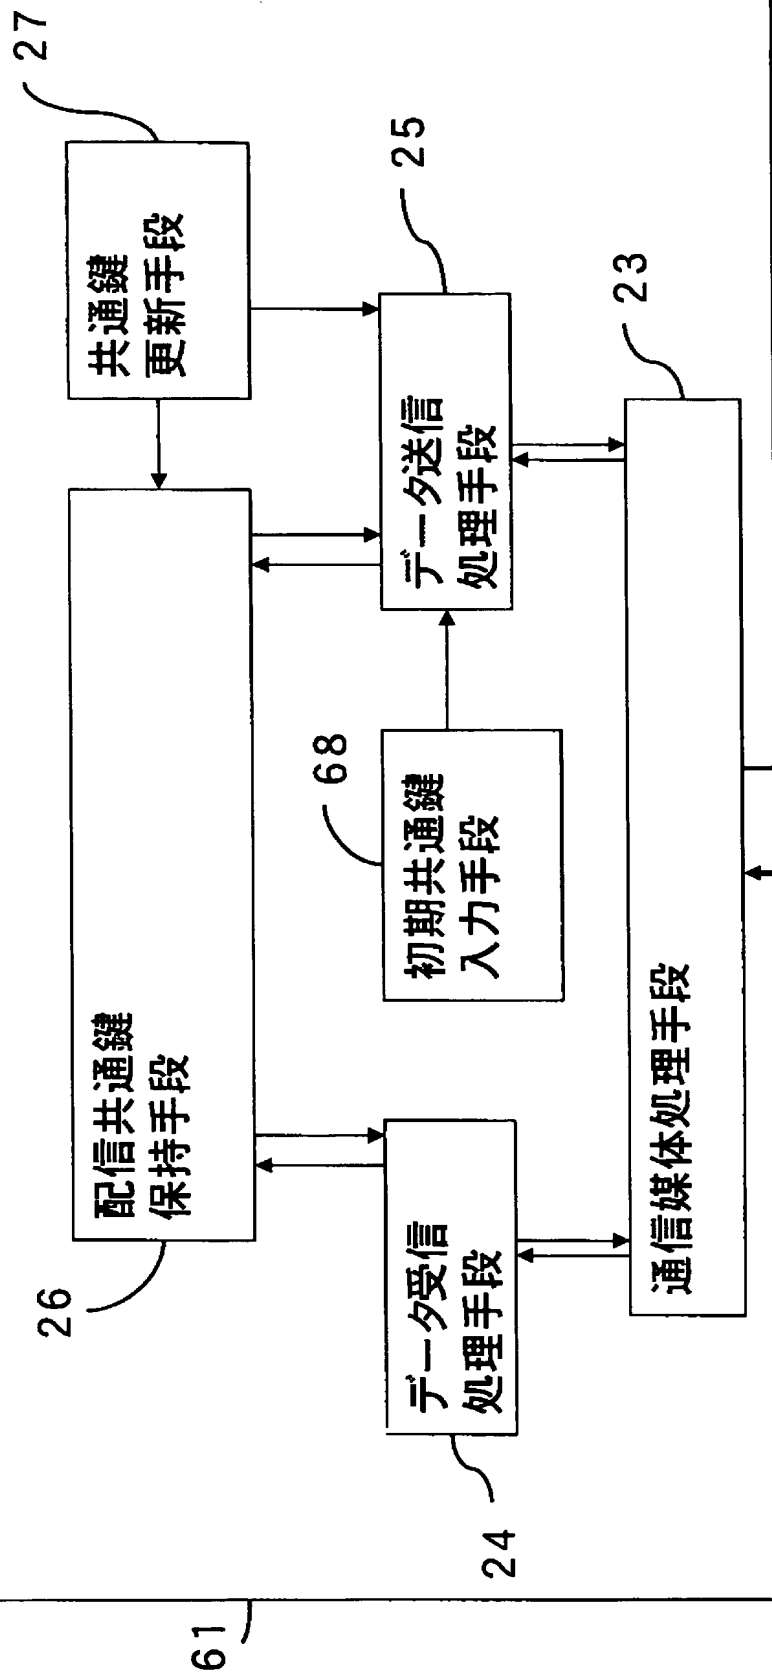 61
26
配信共通鍵
保持手段
共通鍵
更新手段
27
24
データ受信
処理手段
初期共通鍵
入力手段
68
データ送信
処理手段
25
通信媒体処理手段
23